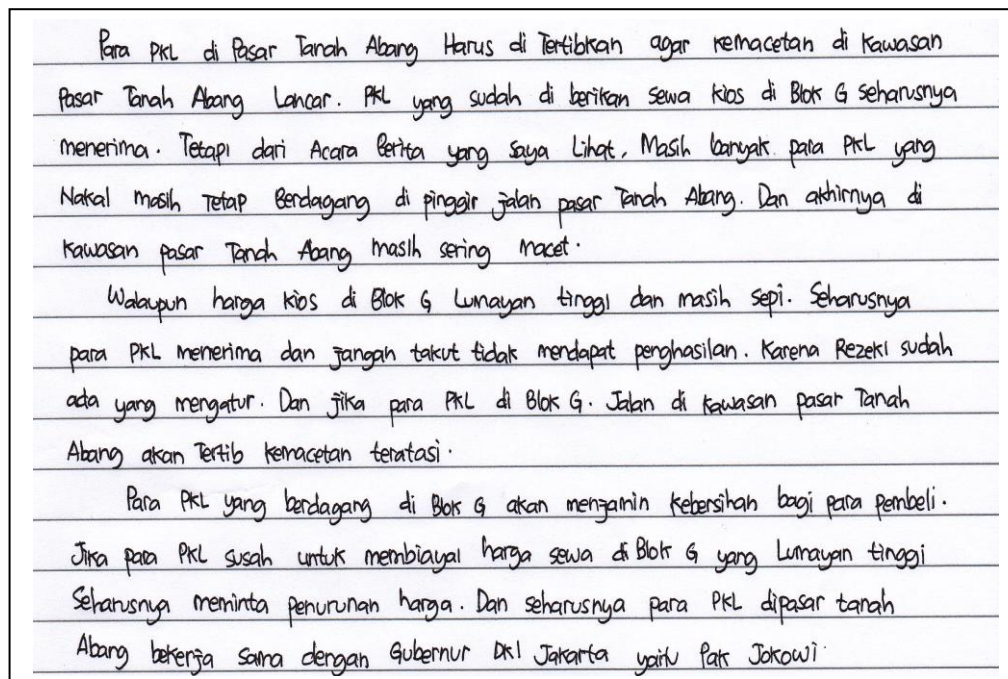 Para PKL di Pasar Tanah Abang Harus di Tertibkan agar kemacetan di kawasan
Pasar Tanah Abang Lancar. PKL yang sudah di berikan sewa kios di Blok G seharusnya
menerima. Tetapi dari Acara Berita yang saya Lihat, Masih banyak para PKL yang
Nakal masih Tetap Berdagang di pinggir jalan pasar Tanah Abang. Dan akhirnya di
kawasan pasar Tanah Abang masih sering macet.
Walaupun harga kios di Blok G Lumayan tinggi dan masih sepi. Seharusnya
para PKL menerima dan jangan takut tidak mendapat penghasilan. Karena Rezeki sudah
ada yang mengatur. Dan jika para PKL di Blok G. Jalan di kawasan pasar Tanah
Abang akan Tertib kemacetan teratasi.
Para PKL yang berdagang di Blok G akan menjamin kebersihan bagi para pembeli.
Jika para PKL susah untuk membiayai harga sewa di Blok G yang Lumayan tinggi
Seharusnya meminta penurunan harga. Dan seharusnya para PKL dipasar tanah
Abang bekerja sama dengan Gubernur DKI Jakarta yaitu Pak Jokowi.